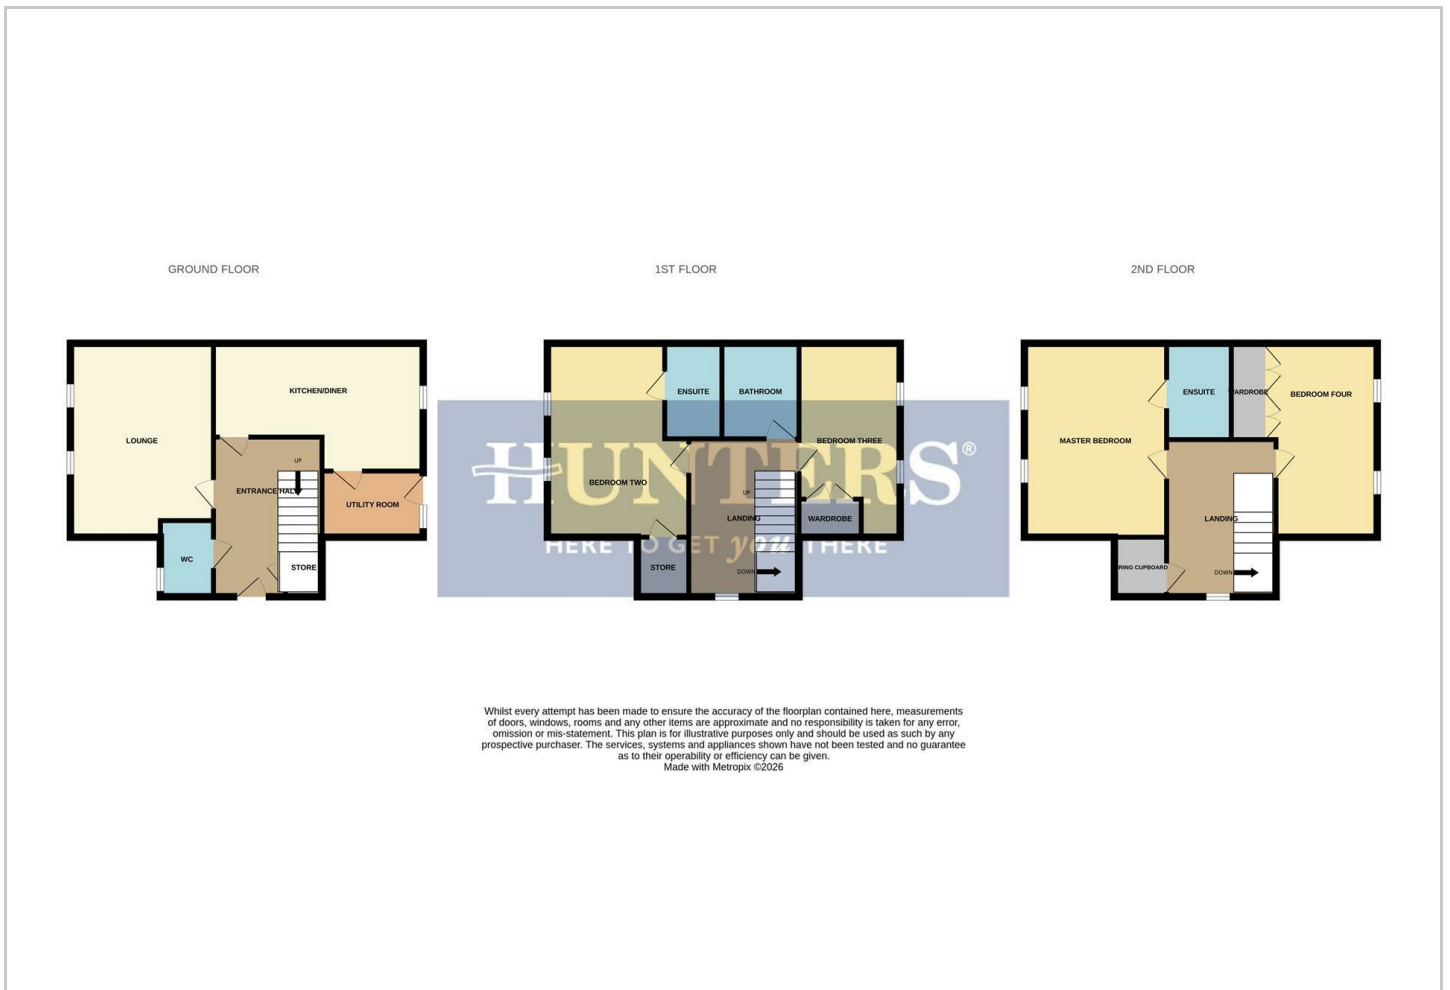 GROUND FLOOR
1ST FLOOR
2ND FLOOR
KITCHEN/DINER
LOUNGE
UP
ENTRANCE HALL
UTILITY ROOM
WC
STORE
ENSUITE
BATHROOM
BEDROOM THREE
BEDROOM TWO
UP
LANDING
WARDROBE
STORE
DOWN
HUNTERS®
HERE TO GET you THERE
ENSUITE
WARDROBE
BEDROOM FOUR
MASTER BEDROOM
LANDING
RING CUPBOARD
DOWN
Whilst every attempt has been made to ensure the accuracy of the floorplan contained here, measurements
of doors, windows, rooms and any other items are approximate and no responsibility is taken for any error,
omission or mis-statement. This plan is for illustrative purposes only and should be used as such by any
prospective purchaser. The services, systems and appliances shown have not been tested and no guarantee
as to their operability or efficiency can be given.
Made with Metropix ©2026